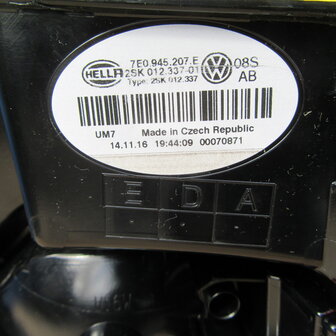 7E0.945.207.E
HELLA 2SK 012.337-01 VW 08S
Type: 2SK 012.337 AB
UM7 Made in Czech Republic
14.11.16 19:44:09 00070871
E D A